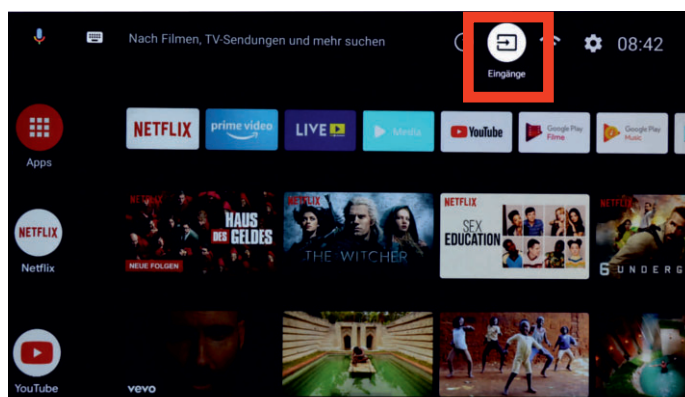 Nach Filmen, TV-Sendungen und mehr suchen
08:42
Eingänge
NETFLIX
prime video
LIVE
Media
YouTube
Google Play
Filme
Google Play
Music
Apps
NETFLIX
HAUS
DES GELDES
NEUE FOLGEN
NETFLIX
THE WITCHER
NETFLIX
SEX
EDUCATION
NETFLIX
6 UNDERG
NETFLIX
Netflix
YouTube
vevo